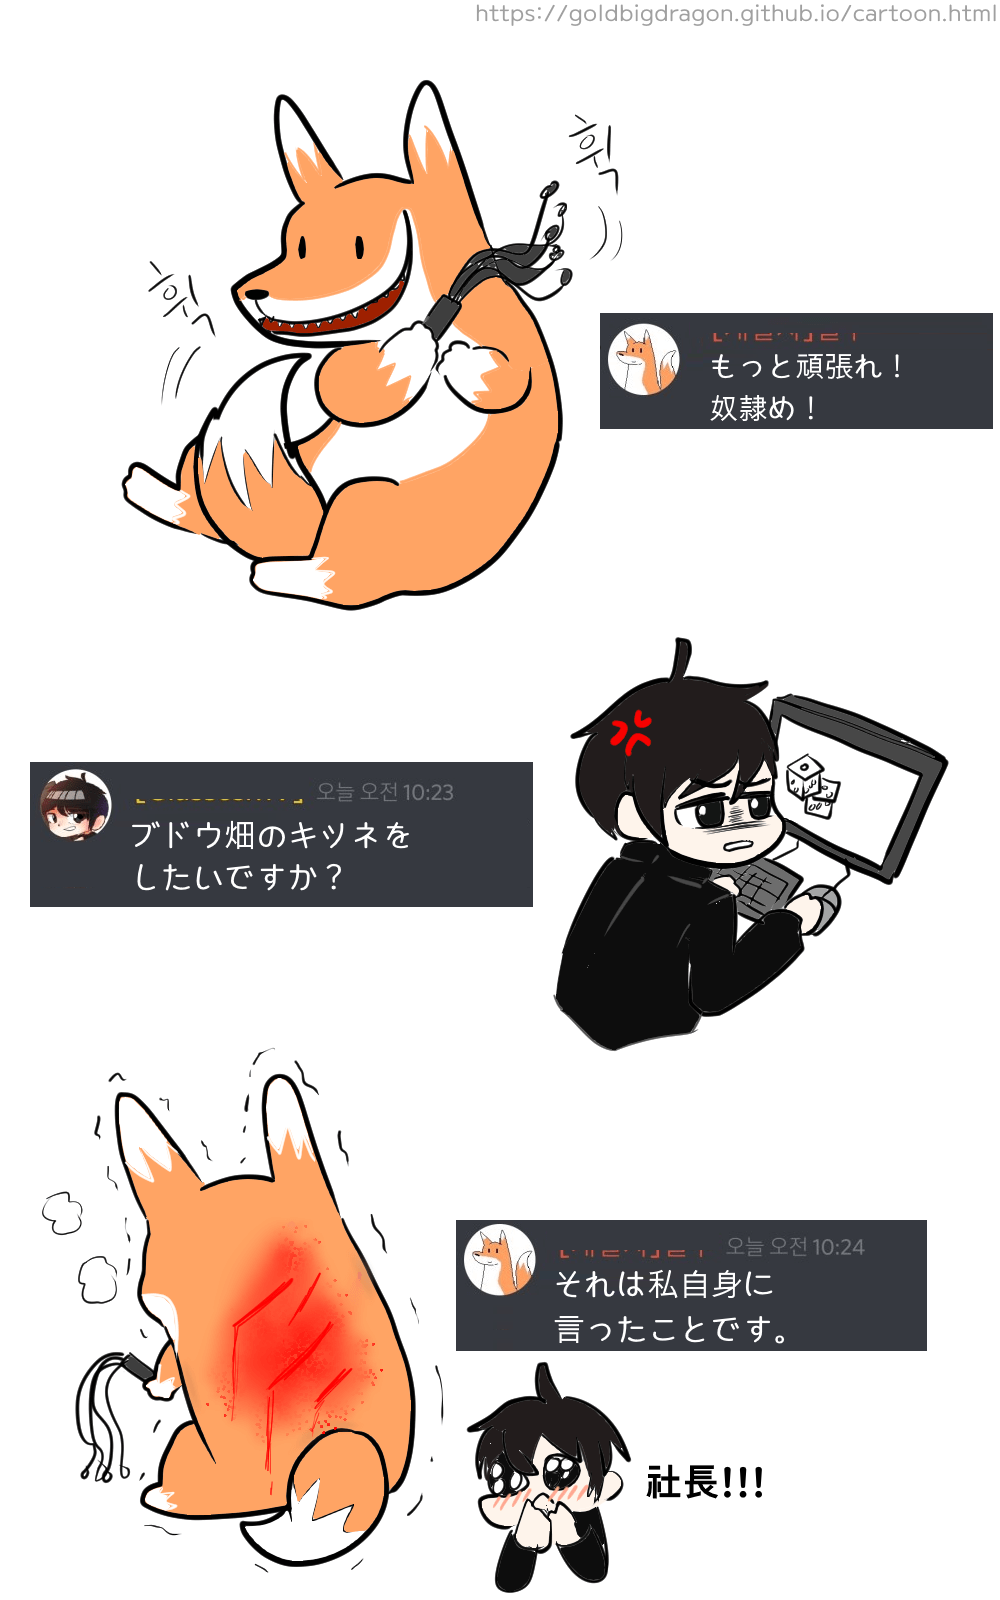 https://goldbigdragon.github.io/cartoon.html
휙
휙
もっと頑張れ！
奴隷め！
오늘 오전 10:23
ブドウ畑のキツネを
したいですか？
오늘 오전 10:24
それは私自身に
言ったことです。
社長!!!